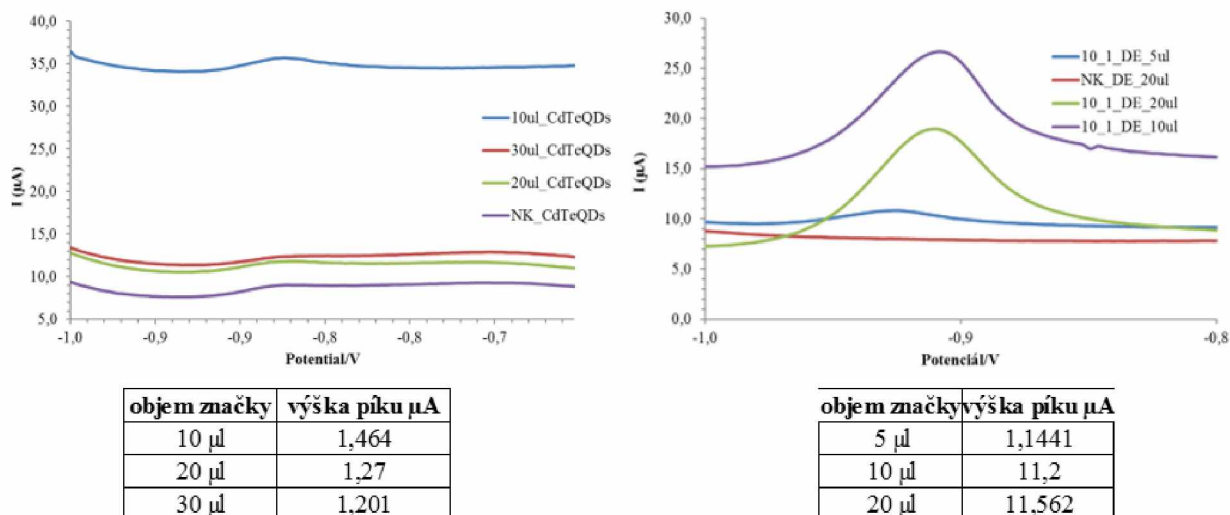 40,0
35,0
30,0
25,0
20,0
15,0
10,0
5,0
I (µA)
-1,0 -0,9 -0,9 -0,8 -0,8 -0,7
Potential/V
10ul_CdTeQDs
30ul_CdTeQDs
20ul_CdTeQDs
NK_CdTeQDs
30,0
25,0
20,0
15,0
10,0
5,0
0,0
I (µA)
-1,0 -0,9 -0,8
Potenciál/V
10_1_DE_5ul
NK_DE_20ul
10_1_DE_20ul
10_1_DE_10ul
objem značky výška píku µA
10 µl 1,464
20 µl 1,27
30 µl 1,201
objem značky výška píku µA
5 µl 1,1441
10 µl 11,2
20 µl 11,562